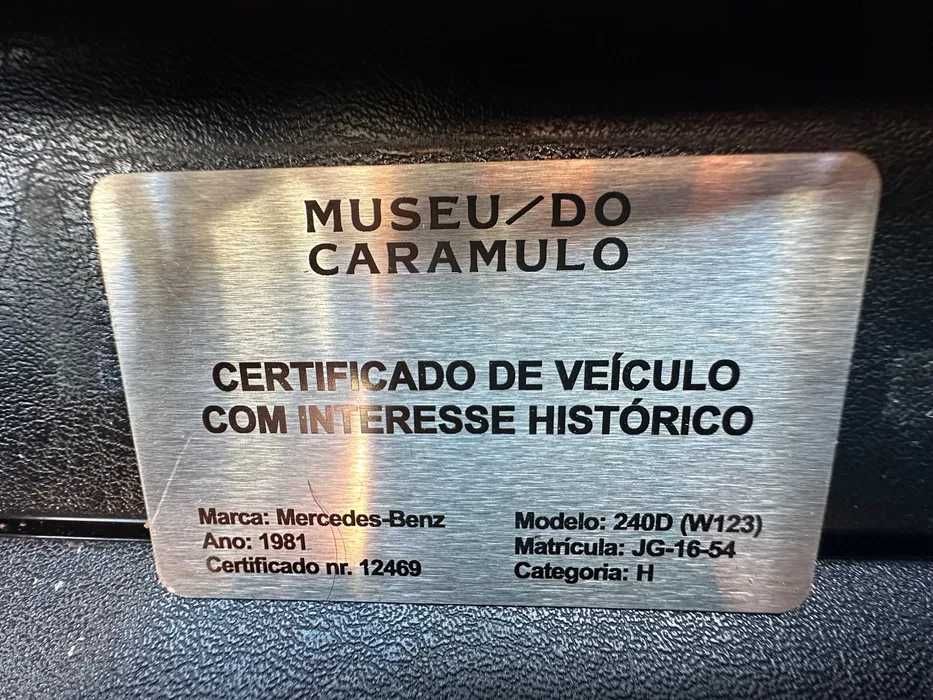 MUSEU/DO
CARAMULO
CERTIFICADO DE VEÍCULO
COM INTERESSE HISTÓRICO
Marca: Mercedes-Benz
Ano: 1981
Certificado nr. 12469
Modelo: 240D (W123)
Matrícula: JG-16-54
Categoria: H